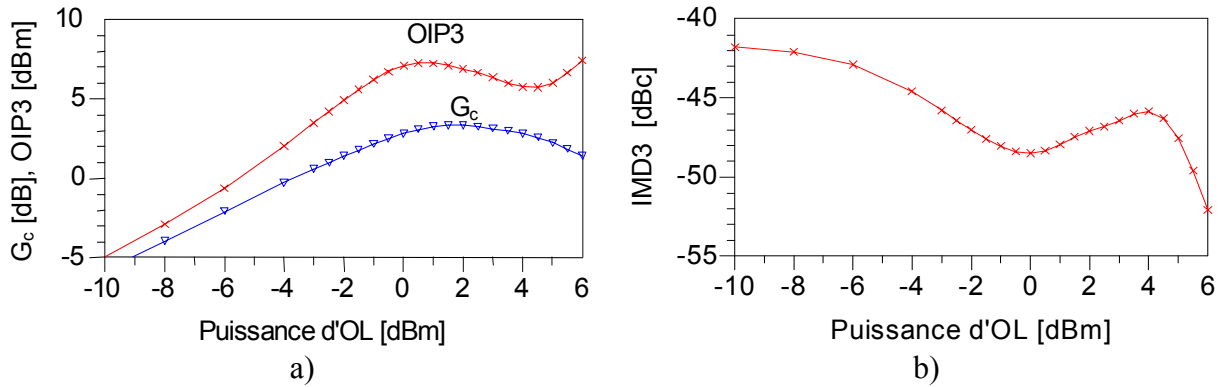 10
5
0
-5
G_c [dB], OIP3 [dBm]
OIP3
G_c
-10 -8 -6 -4 -2 0 2 4 6
Puissance d'OL [dBm]
a)
-40
-45
-50
-55
IMD3 [dBc]
-10 -8 -6 -4 -2 0 2 4 6
Puissance d'OL [dBm]
b)